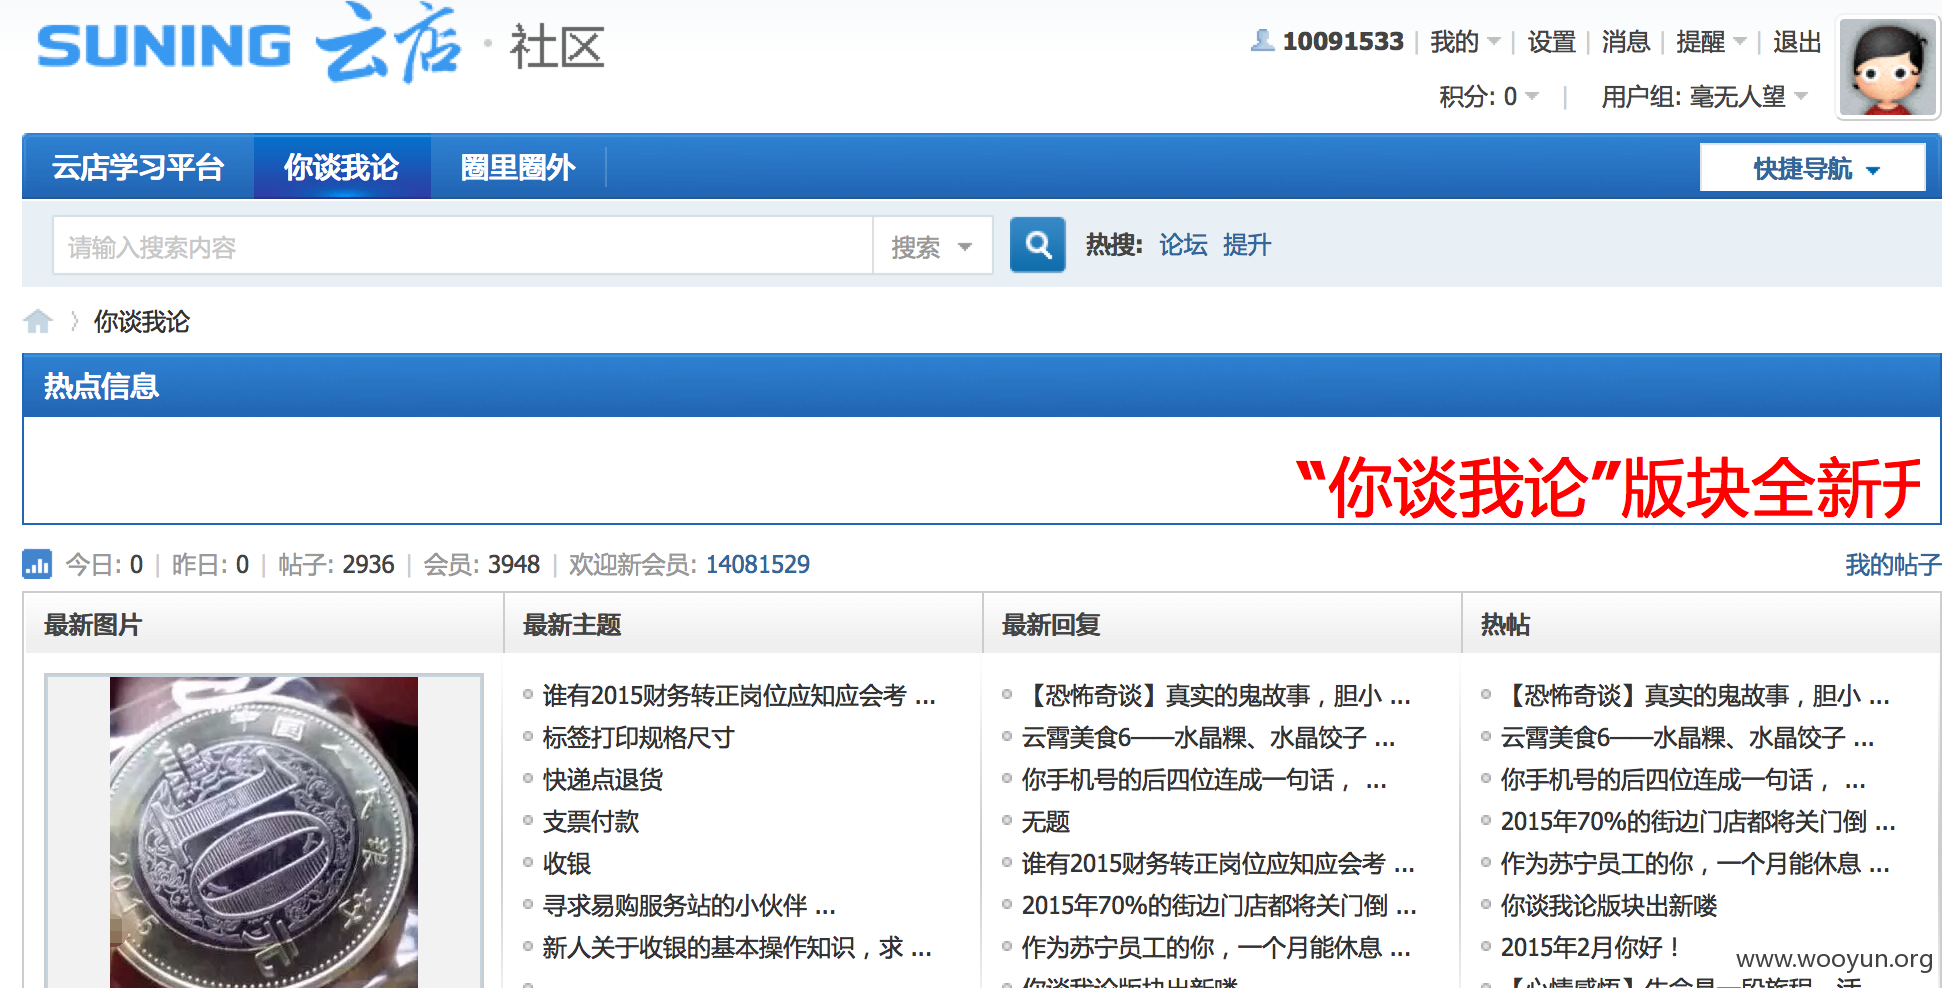 SUNING 云店 · 社区
10091533 | 我的 | 设置 | 消息 | 提醒 | 退出
积分: 0 | 用户组: 毫无人望
云店学习平台 你谈我论 圈里圈外 快捷导航
请输入搜索内容 搜索 热搜: 论坛 提升
你谈我论
热点信息
“你谈我论”版块全新
今日: 0 | 昨日: 0 | 帖子: 2936 | 会员: 3948 | 欢迎新会员: 14081529 我的帖子
最新图片
10
2015
最新主题
谁有2015财务转正岗位应知应会考 ...
标签打印规格尺寸
快递点退货
支票付款
收银
寻求易购服务站的小伙伴 ...
新人关于收银的基本操作知识，求 ...
最新回复
【恐怖奇谈】真实的鬼故事，胆小 ...
云霄美食6——水晶粿、水晶饺子 ...
你手机号的后四位连成一句话， ...
无题
谁有2015财务转正岗位应知应会考 ...
2015年70%的街边门店都将关门倒 ...
作为苏宁员工的你，一个月能休息 ...
你谈我论版块出新喽
热帖
【恐怖奇谈】真实的鬼故事，胆小 ...
云霄美食6——水晶粿、水晶饺子 ...
你手机号的后四位连成一句话， ...
2015年70%的街边门店都将关门倒 ...
作为苏宁员工的你，一个月能休息 ...
你谈我论版块出新喽
2015年2月你好！
www.wooyun.org